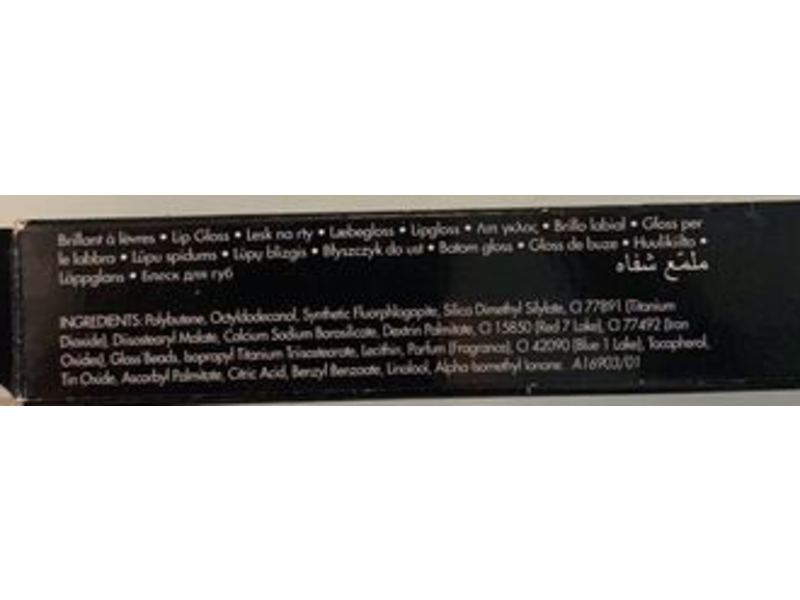 Brillant à lèvres • Lip Gloss • Lesk na rty • Læbegloss • Lipgloss • Λιπ γκλος • Brillo labial • Gloss per
le labbra • Lūpu spīdums • Lūpų blizgis • Błyszczyk do ust • Batom gloss • Gloss de buze • Huulikiilto •
Läppglans • Блеск для губ ملمّع شفاه
INGREDIENTS: Polybutene, Octyldodecanol, Synthetic Fluorphlogopite, Silica Dimethyl Silylate, CI 77891 (Titanium
Dioxide), Diisostearyl Malate, Calcium Sodium Borosilicate, Dextrin Palmitate, CI 15850 (Red 7 Lake), CI 77492 (Iron
Oxides), Glass Beads, Isopropyl Titanium Triisostearate, Lecithin, Parfum (Fragrance), CI 42090 (Blue 1 Lake), Tocopherol,
Tin Oxide, Ascorbyl Palmitate, Citric Acid, Benzyl Benzoate, Linalool, Alpha-Isomethyl Ionone. A16903/01